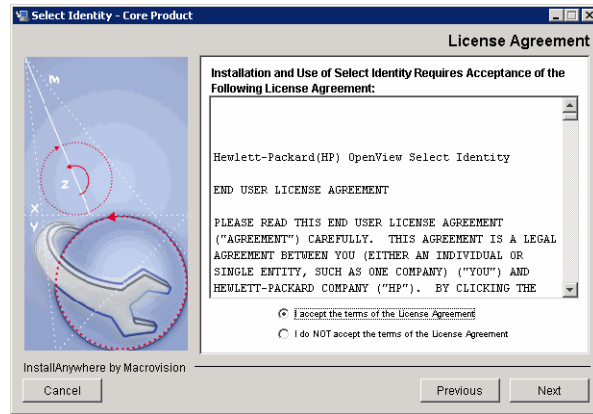 Select Identity - Core Product
License Agreement
Installation and Use of Select Identity Requires Acceptance of the
Following License Agreement:
Hewlett-Packard(HP) OpenView Select Identity
END USER LICENSE AGREEMENT
PLEASE READ THIS END USER LICENSE AGREEMENT
("AGREEMENT") CAREFULLY. THIS AGREEMENT IS A LEGAL
AGREEMENT BETWEEN YOU (EITHER AN INDIVIDUAL OR
SINGLE ENTITY, SUCH AS ONE COMPANY) ("YOU") AND
HEWLETT-PACKARD COMPANY ("HP"). BY CLICKING THE
I accept the terms of the License Agreement
I do NOT accept the terms of the License Agreement
M
Z
X
Y
InstallAnywhere by Macrovision
Cancel
Previous
Next